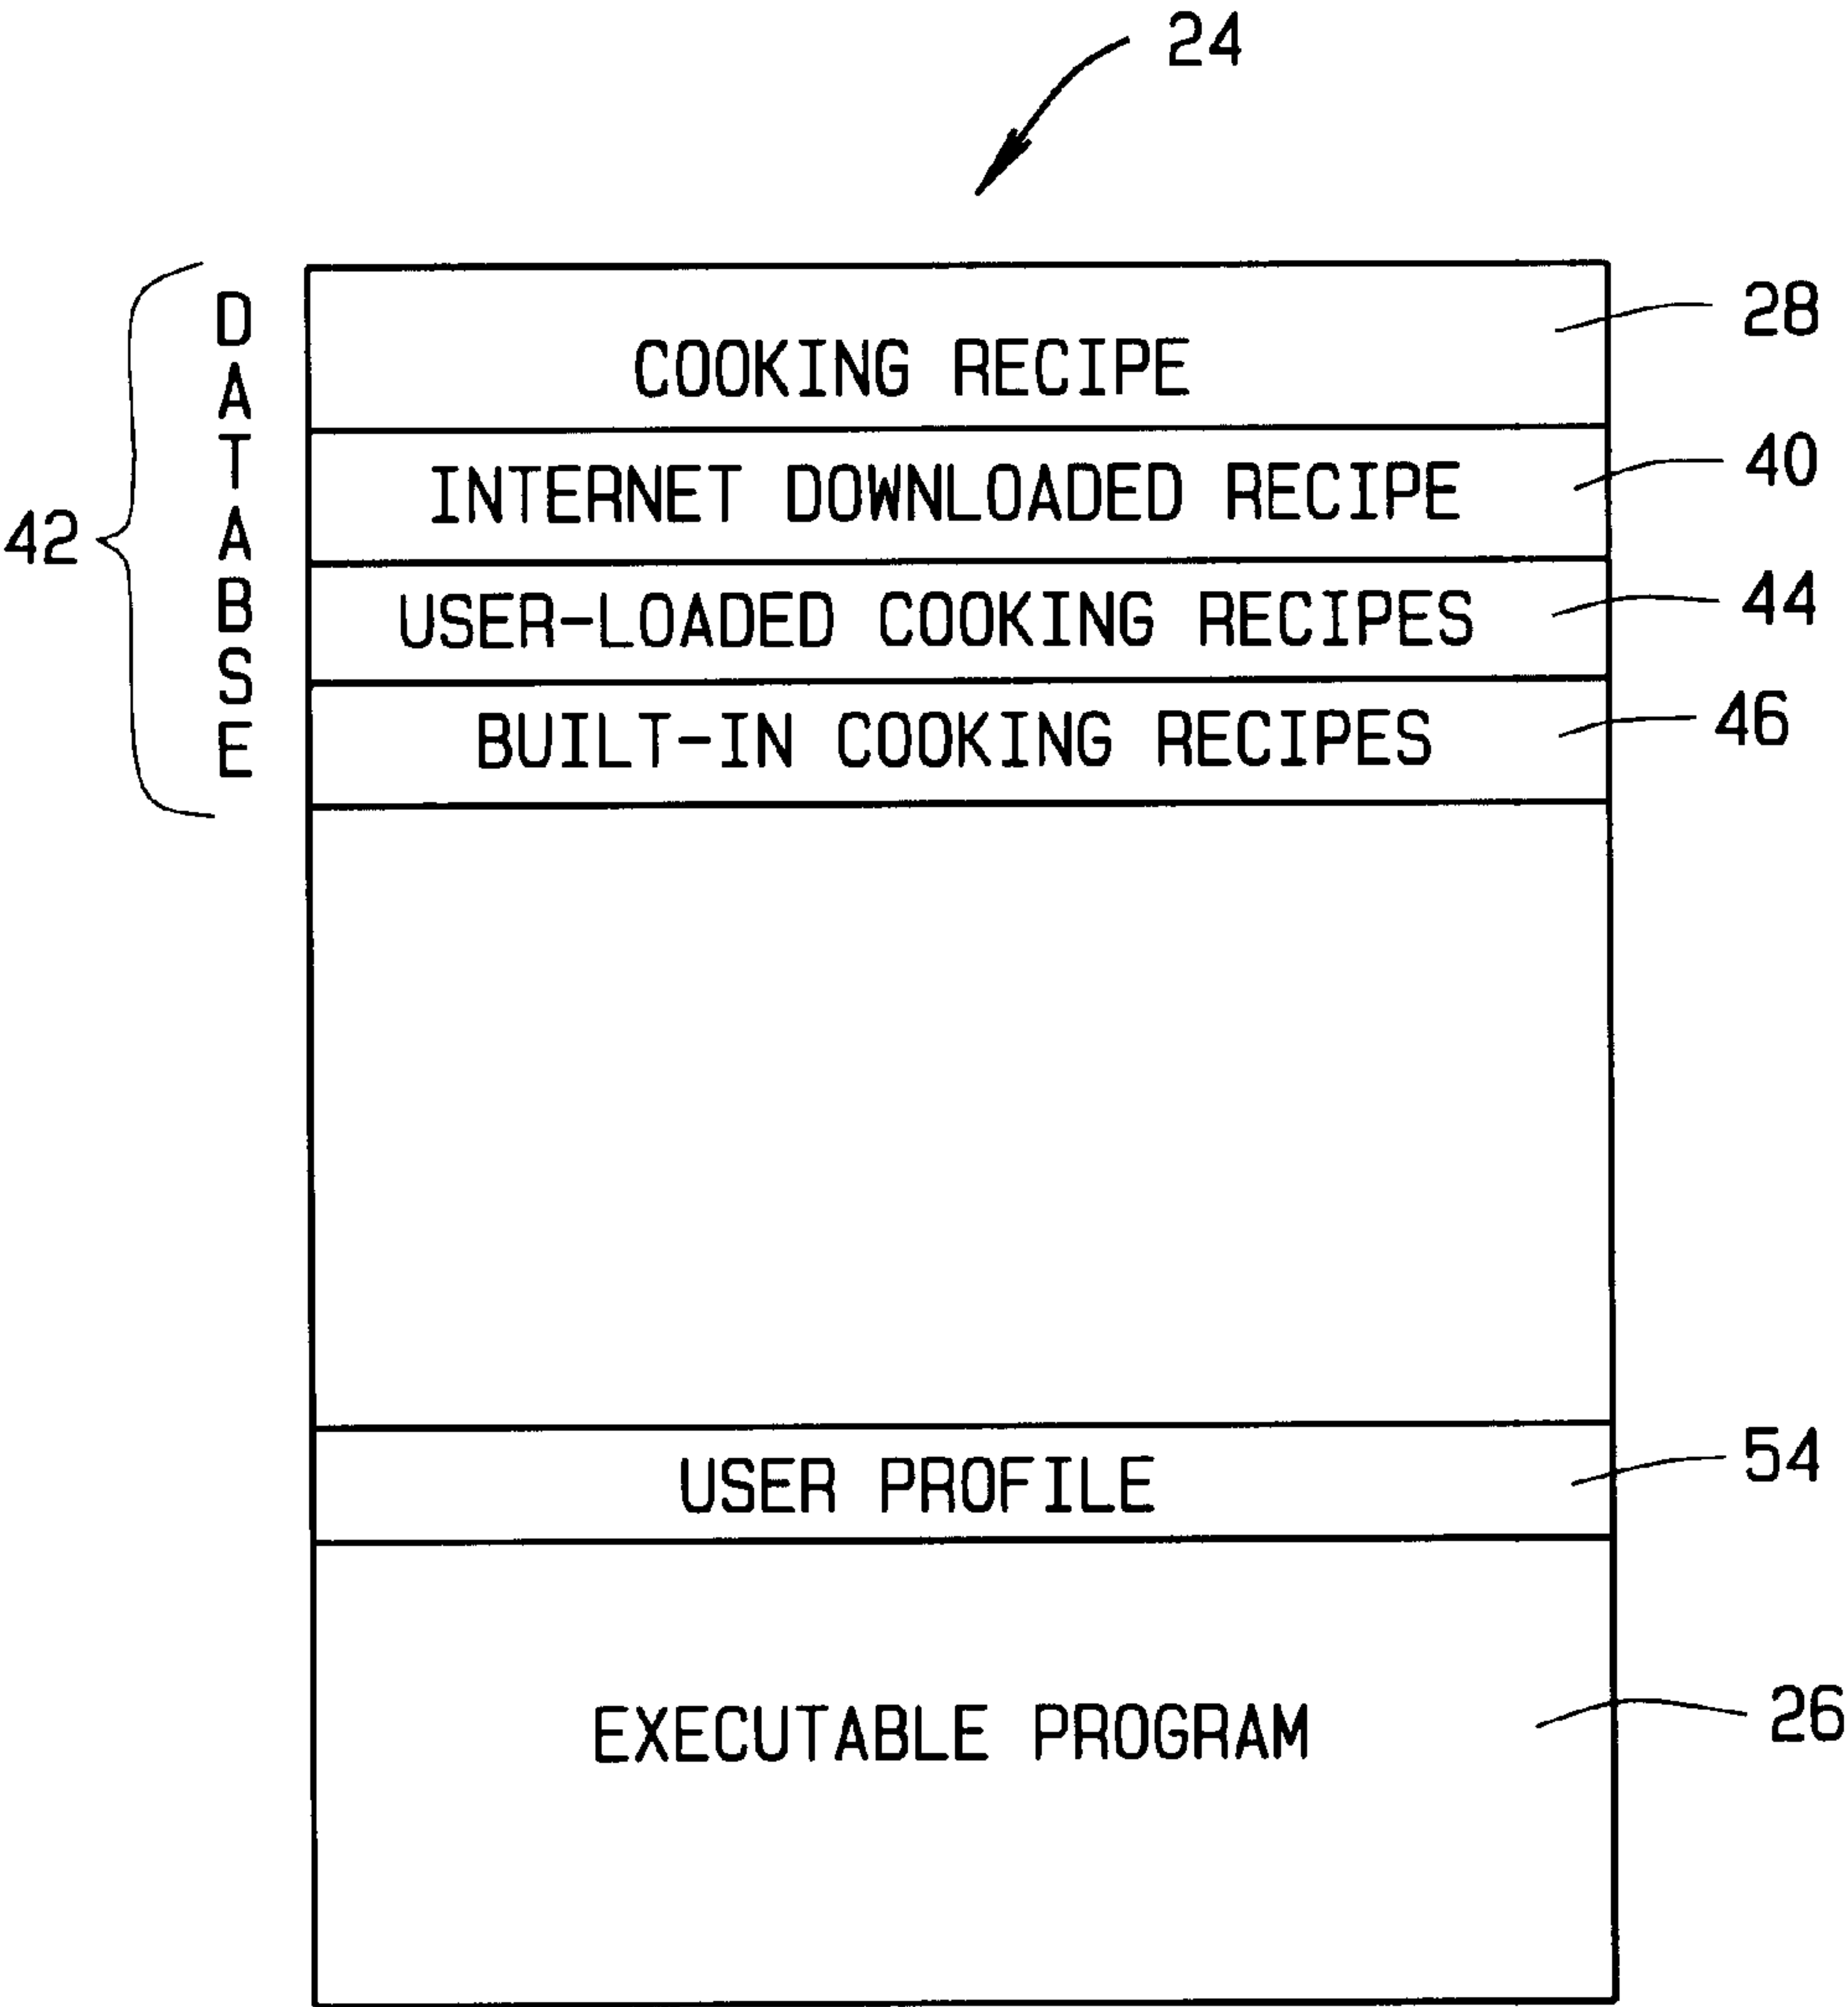 24
DATABSE
42
COOKING RECIPE 28
INTERNET DOWNLOADED RECIPE 40
USER-LOADED COOKING RECIPES 44
BUILT-IN COOKING RECIPES 46
USER PROFILE 54
EXECUTABLE PROGRAM 26